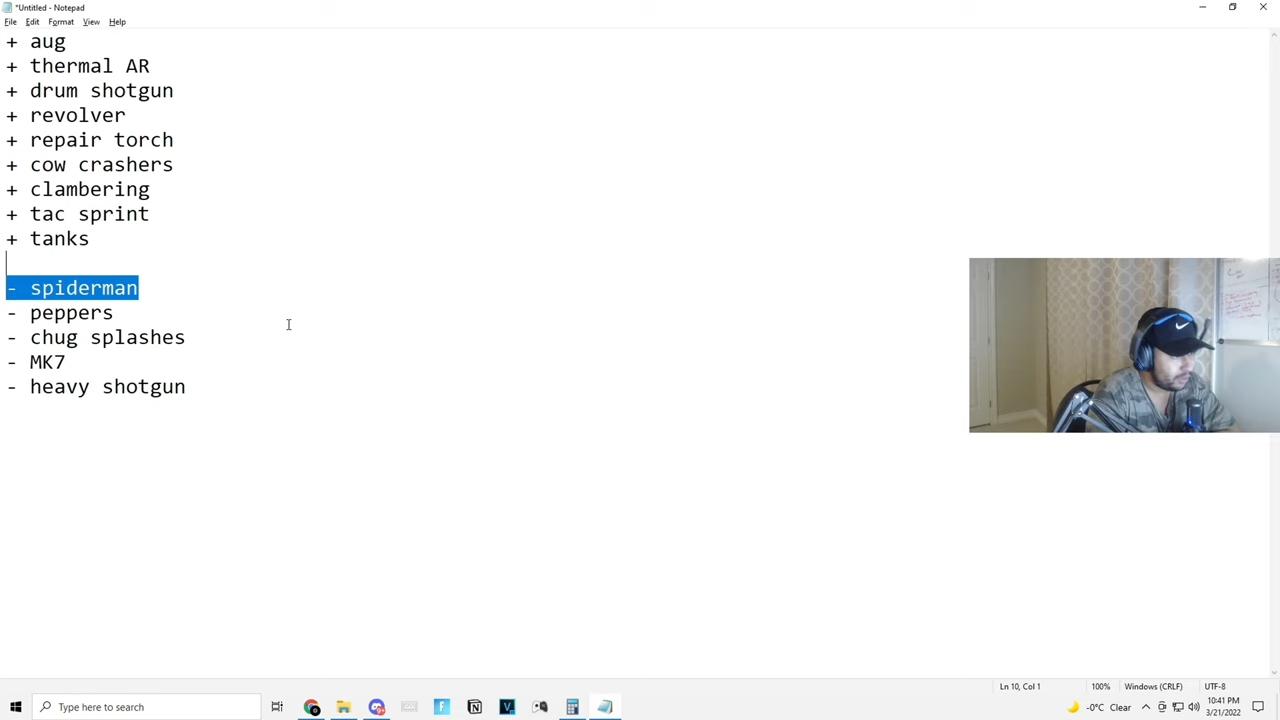 *Untitled - Notepad
File Edit Format View Help
+ aug
+ thermal AR
+ drum shotgun
+ revolver
+ repair torch
+ cow crashers
+ clambering
+ tac sprint
+ tanks
- spiderman
- peppers
- chug splashes
- MK7
- heavy shotgun
Ln 10, Col 1 100% Windows (CRLF) UTF-8
Type here to search
-0°C Clear
10:41 PM
3/21/2022